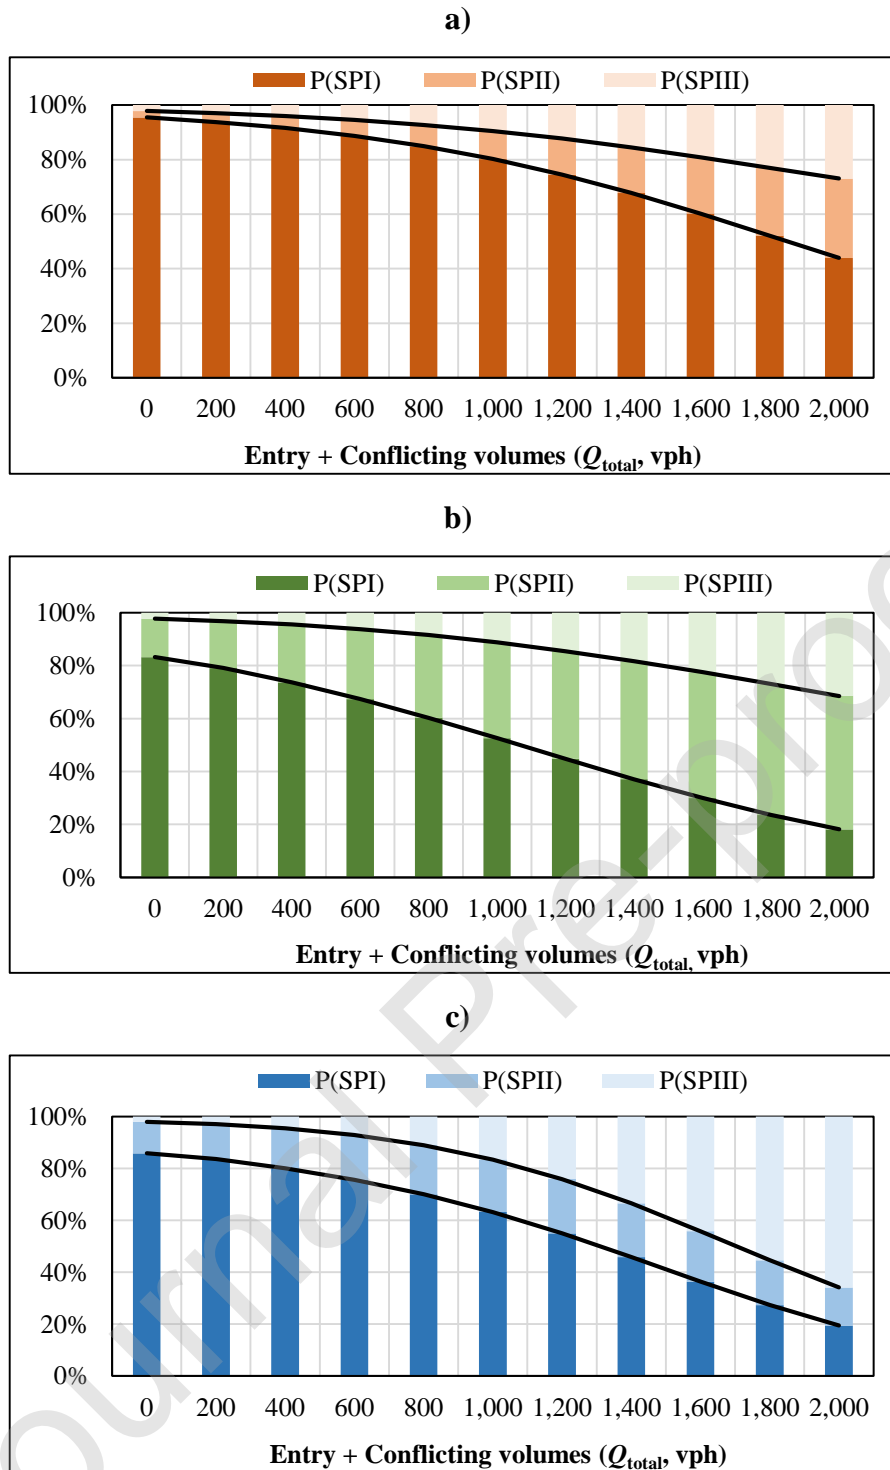 a)
P(SPI) P(SPII) P(SPIII)
100%
80%
60%
40%
20%
0%
0 200 400 600 800 1,000 1,200 1,400 1,600 1,800 2,000
Entry + Conflicting volumes (Qtotal, vph)
b)
P(SPI) P(SPII) P(SPIII)
100%
80%
60%
40%
20%
0%
0 200 400 600 800 1,000 1,200 1,400 1,600 1,800 2,000
Entry + Conflicting volumes (Qtotal, vph)
c)
P(SPI) P(SPII) P(SPIII)
100%
80%
60%
40%
20%
0%
0 200 400 600 800 1,000 1,200 1,400 1,600 1,800 2,000
Entry + Conflicting volumes (Qtotal, vph)
ournal Pre-proo